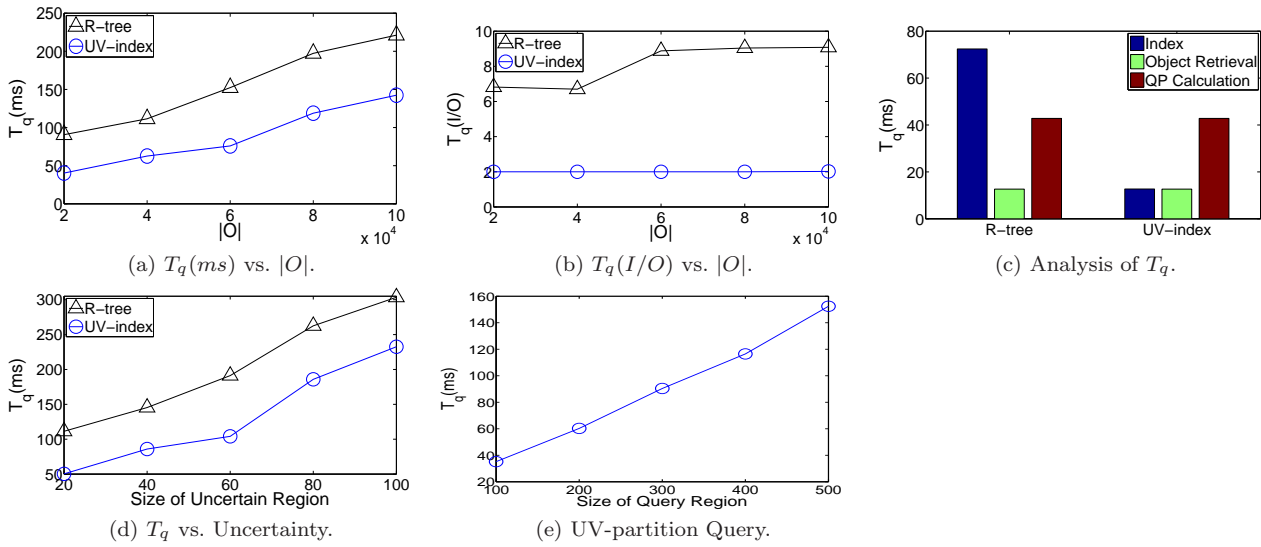 250
200
150
100
50
0
T_q(ms)
R−tree
UV−index
2
4
6
8
10
|O|
x 10^4
(a) T_q(ms) vs. |O|.
10
8
6
4
2
0
T_q(I/O)
R−tree
UV−index
2
4
6
8
10
|O|
x 10^4
(b) T_q(I/O) vs. |O|.
80
60
40
20
0
T_q(ms)
Index
Object Retrieval
QP Calculation
R−tree
UV−index
(c) Analysis of T_q.
300
250
200
150
100
50
T_q(ms)
R−tree
UV−index
20
40
60
80
100
Size of Uncertain Region
(d) T_q vs. Uncertainty.
160
140
120
100
80
60
40
20
T_q(ms)
100
200
300
400
500
Size of Query Region
(e) UV-partition Query.